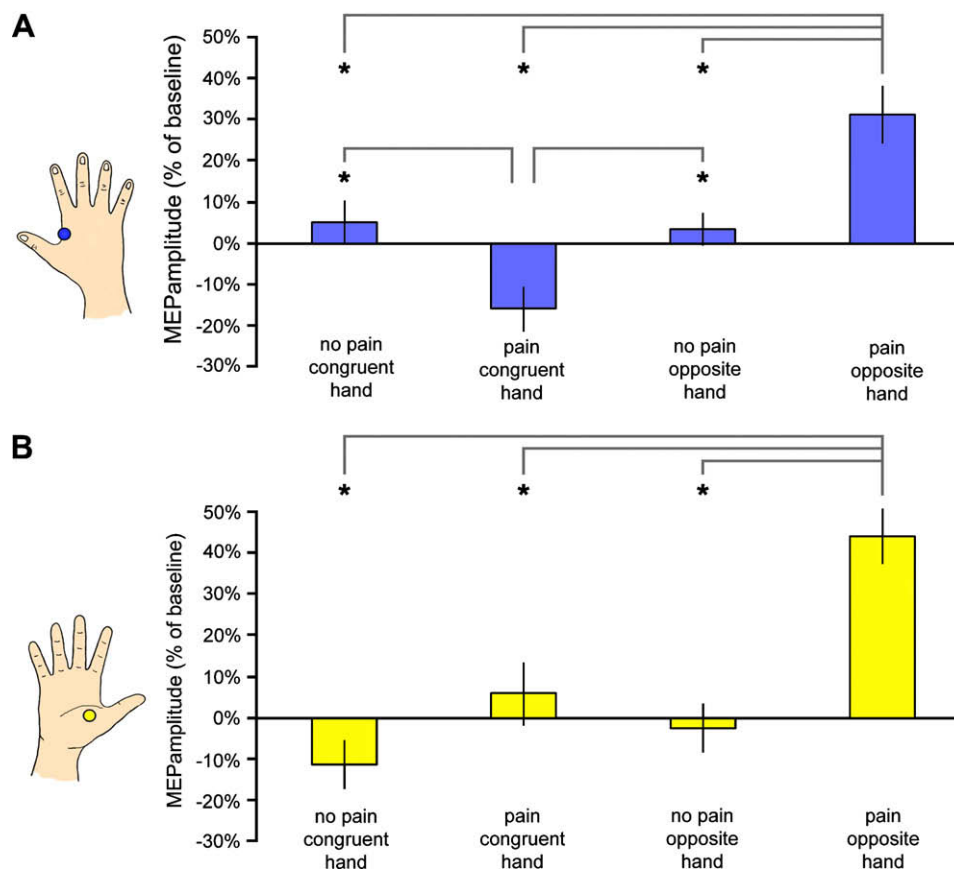 A
MEPamplitude (% of baseline)
50%
40%
30%
20%
10%
0%
-10%
-20%
-30%
*
*
*
*
*
no pain
congruent
hand
pain
congruent
hand
no pain
opposite
hand
pain
opposite
hand
B
MEPamplitude (% of baseline)
50%
40%
30%
20%
10%
0%
-10%
-20%
-30%
*
*
*
no pain
congruent
hand
pain
congruent
hand
no pain
opposite
hand
pain
opposite
hand